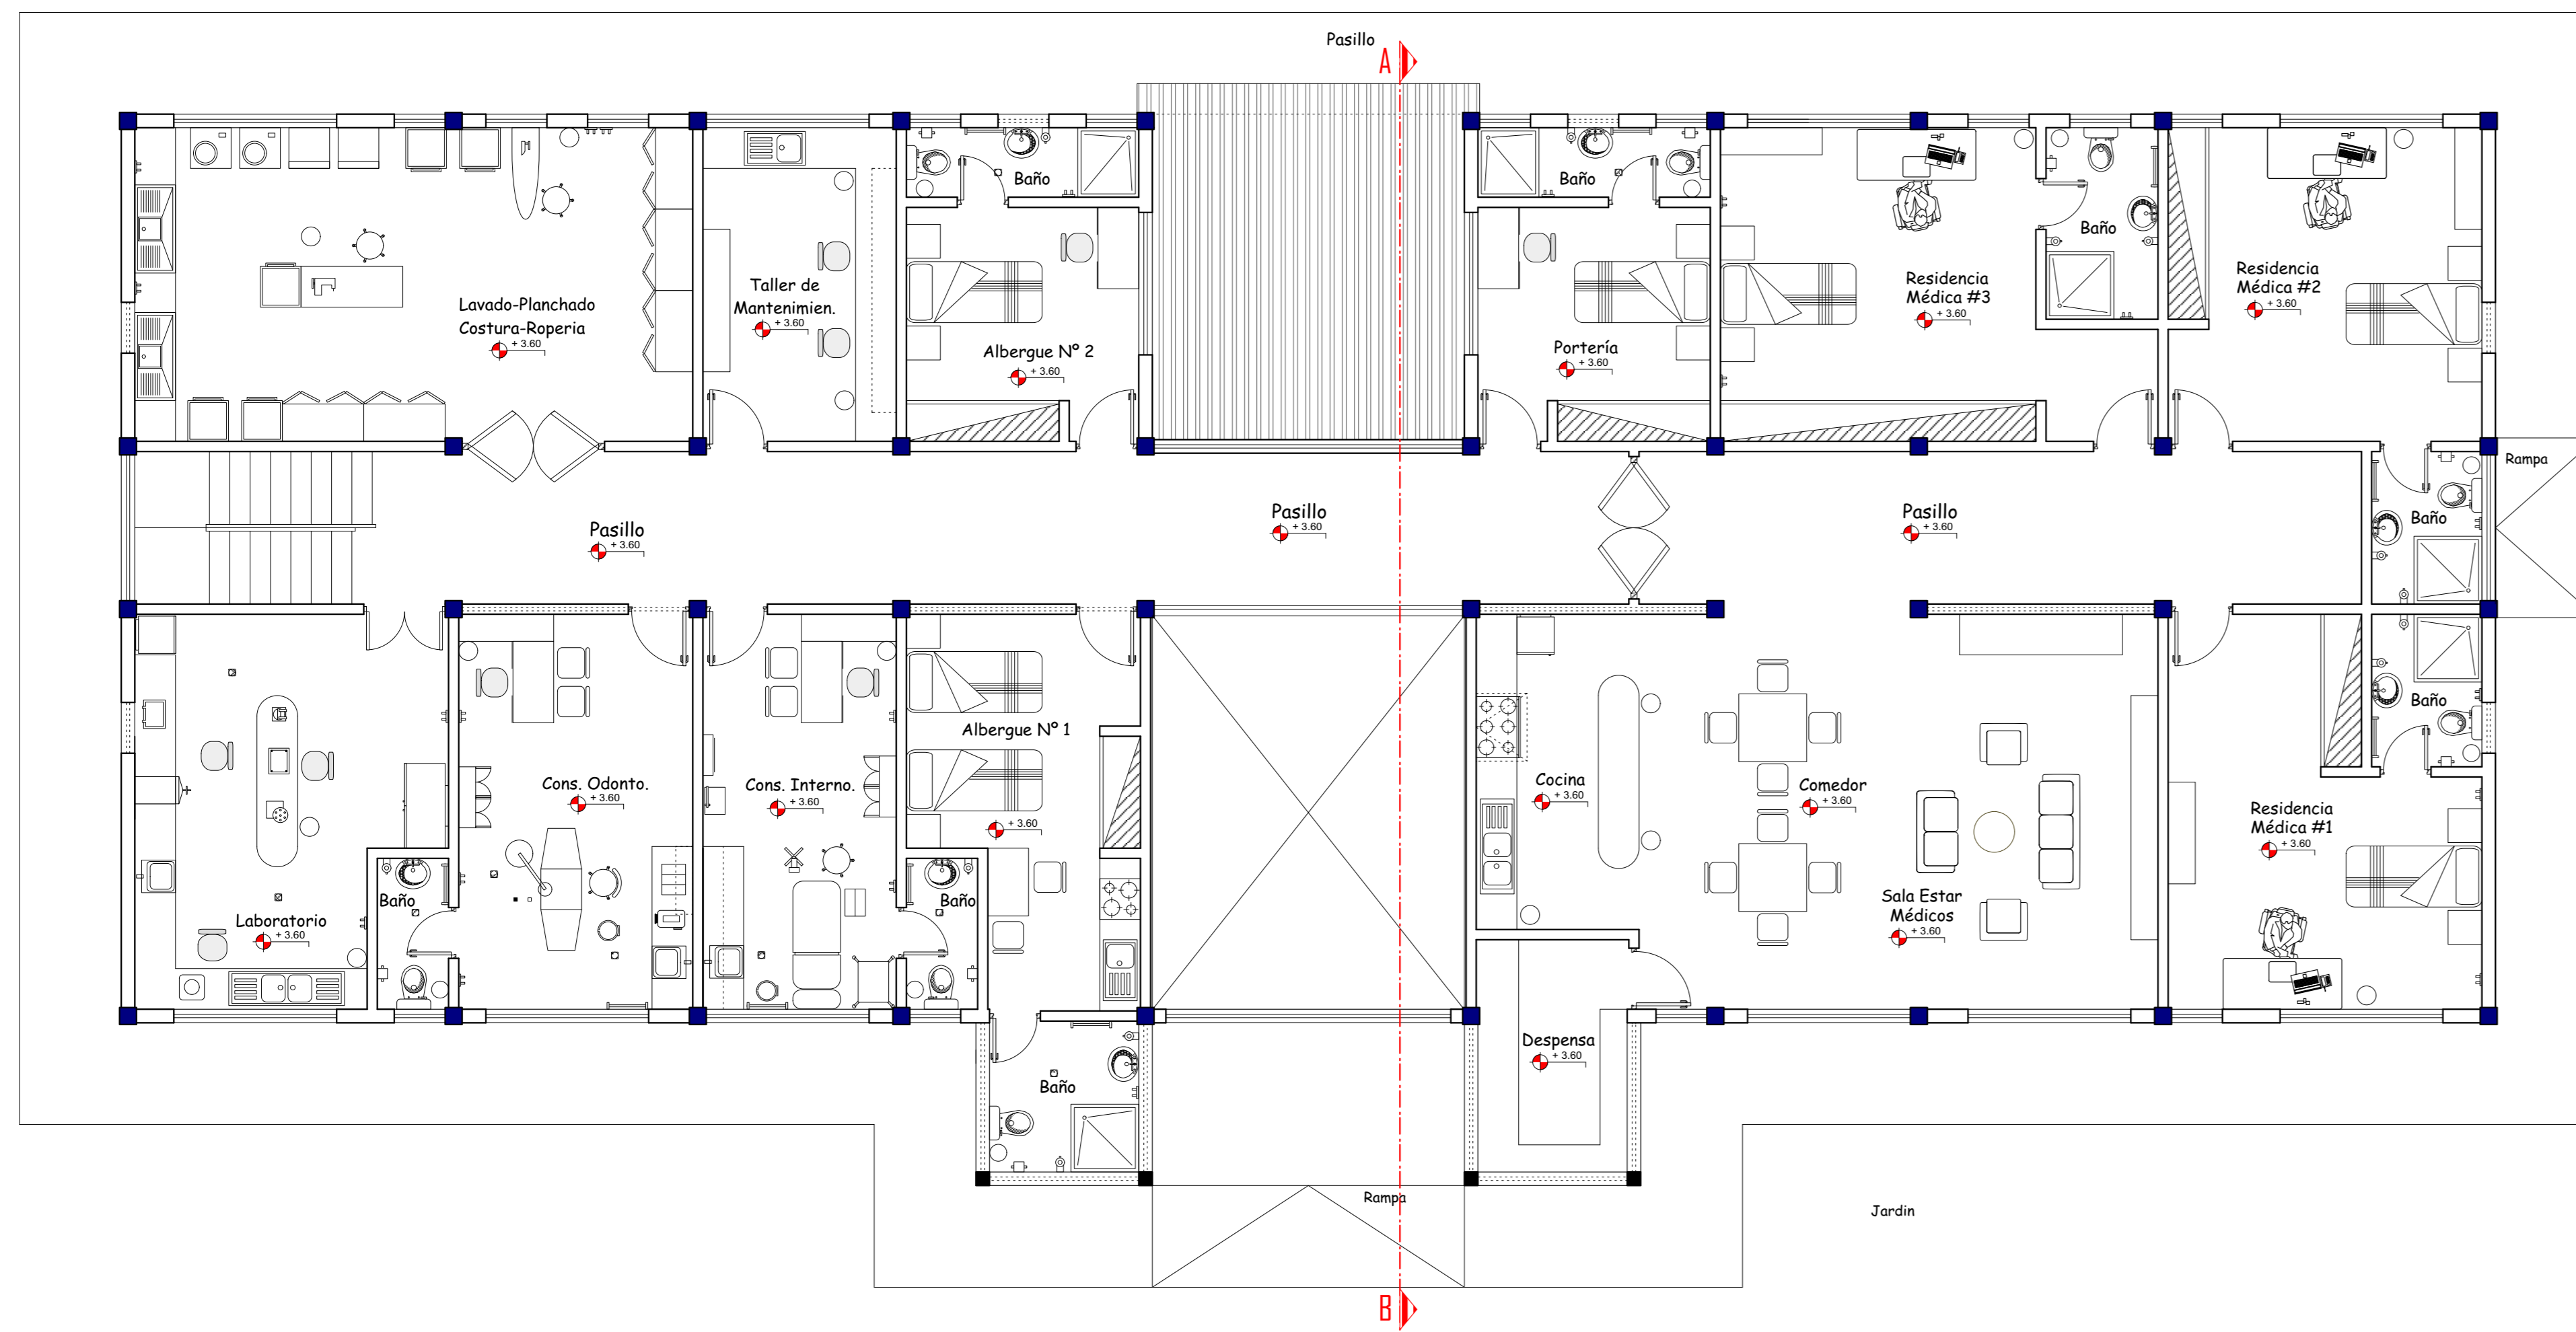 Pasillo
A
Baño
Baño
Baño
Lavado-Planchado
Costura-Roperia
+ 3.60
Taller de
Mantenimien.
+ 3.60
Albergue Nº 2
+ 3.60
Portería
+ 3.60
Residencia
Médica #3
+ 3.60
Residencia
Médica #2
+ 3.60
Rampa
Pasillo
+ 3.60
Pasillo
+ 3.60
Pasillo
+ 3.60
Baño
Laboratorio
+ 3.60
Baño
Cons. Odonto.
+ 3.60
Cons. Interno.
+ 3.60
Baño
Albergue Nº 1
+ 3.60
Cocina
+ 3.60
Comedor
+ 3.60
Sala Estar
Médicos
+ 3.60
Baño
Residencia
Médica #1
+ 3.60
Baño
Despensa
+ 3.60
Rampa
Jardin
B